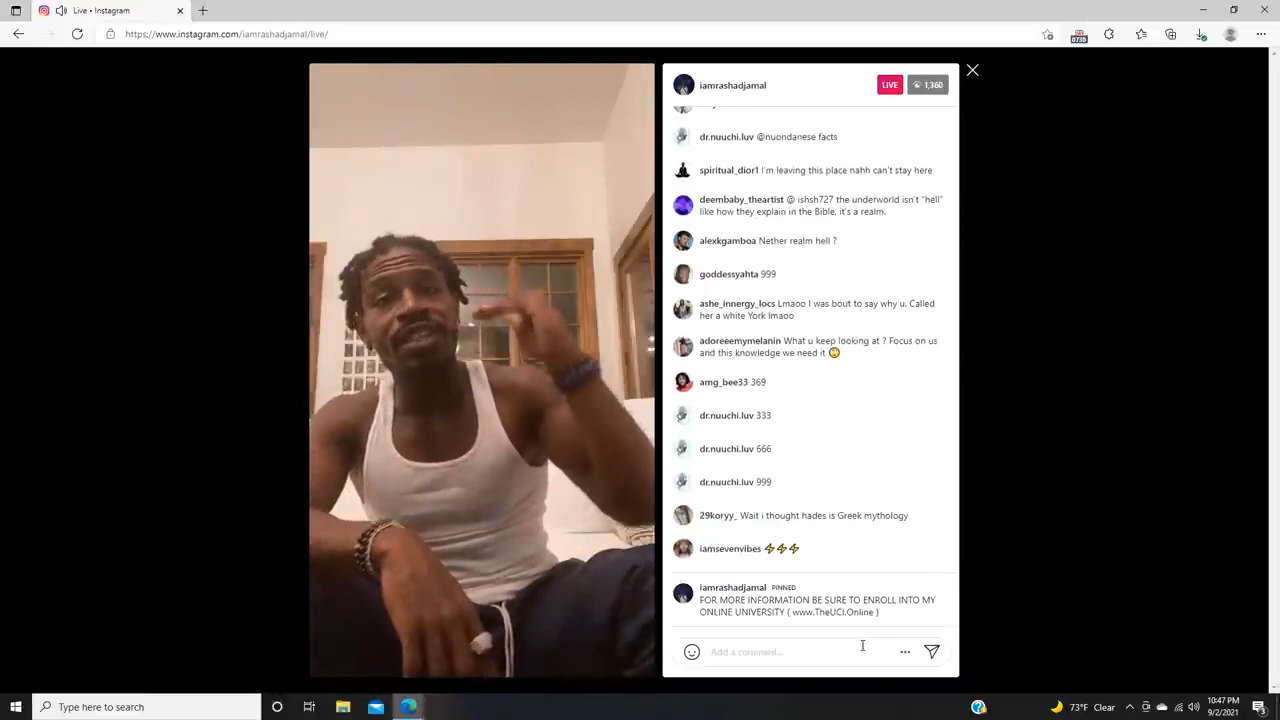 Live • Instagram
https://www.instagram.com/iamrashadjamal/live/
iamrashadjamal
LIVE
1,360
dr.nuuchi.luv @nuondanese facts
spiritual_dior1 I'm leaving this place nahh can't stay here
deembaby_theartist @ ishsh727 the underworld isn't "hell"
like how they explain in the Bible, it's a realm.
alexkgamboa Nether realm hell ?
goddessyahta 999
ashe_innergy_locs Lmaoo I was bout to say why u. Called
her a white York lmaoo
adoreeemymelanin What u keep looking at ? Focus on us
and this knowledge we need it
amg_bee33 369
dr.nuuchi.luv 333
dr.nuuchi.luv 666
dr.nuuchi.luv 999
29koryy_ Wait i thought hades is Greek mythology
iamsevenvibes
iamrashadjamal PINNED
FOR MORE INFORMATION BE SURE TO ENROLL INTO MY
ONLINE UNIVERSITY ( www.TheUCI.Online )
Add a comment...
Type here to search
73°F Clear
10:47 PM
9/2/2021